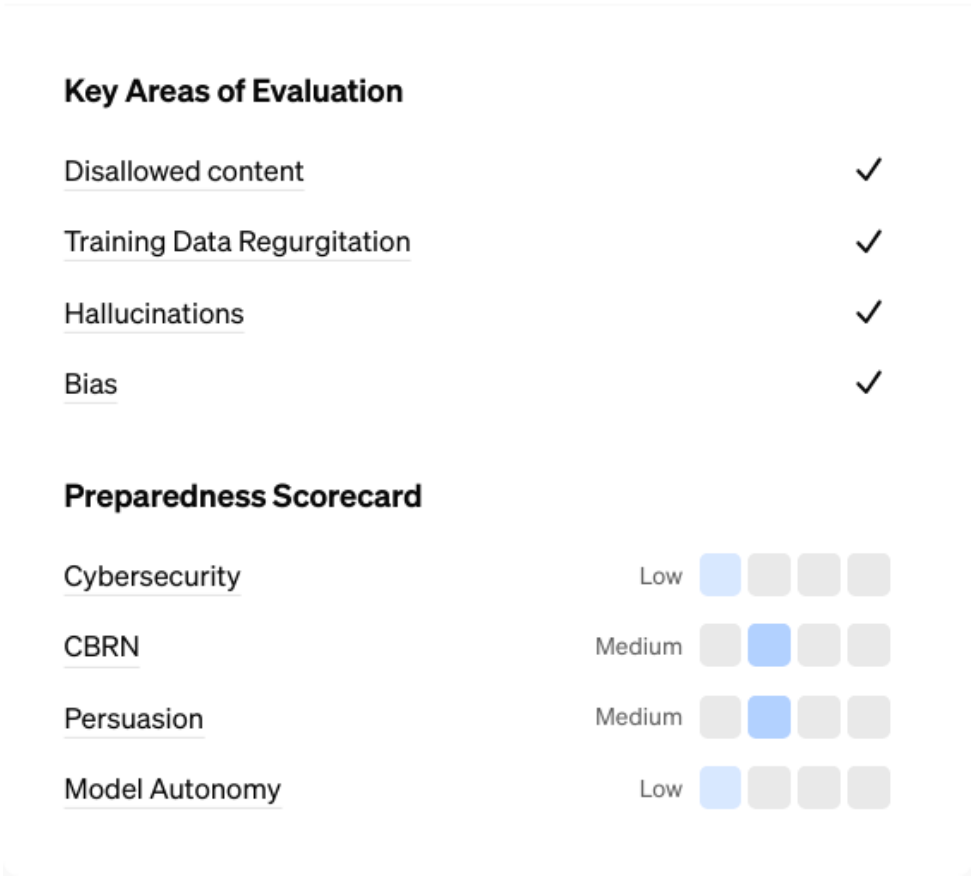 Key Areas of Evaluation
Disallowed content
Training Data Regurgitation
Hallucinations
Bias
Preparedness Scorecard
Cybersecurity Low
CBRN Medium
Persuasion Medium
Model Autonomy Low